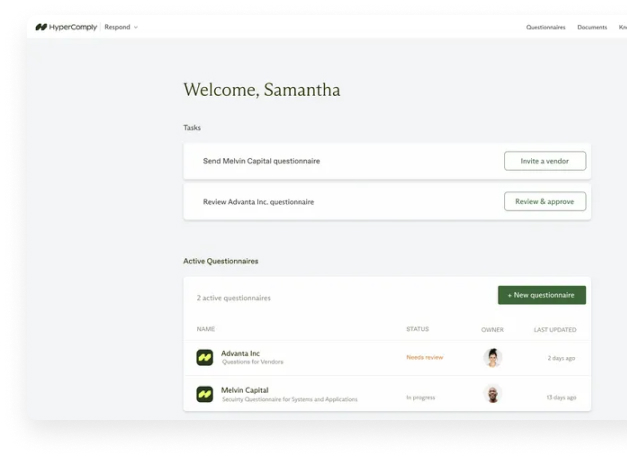 HyperComply Respond
Questionnaires Documents Kn
Welcome, Samantha
Tasks
Send Melvin Capital questionnaire Invite a vendor
Review Advanta Inc. questionnaire Review & approve
Active Questionnaires
2 active questionnaires + New questionnaire
NAME STATUS OWNER LAST UPDATED
Advanta Inc
Questions for Vendors
Needs review 2 days ago
Melvin Capital
Security Questionnaire for Systems and Applications
In progress 13 days ago